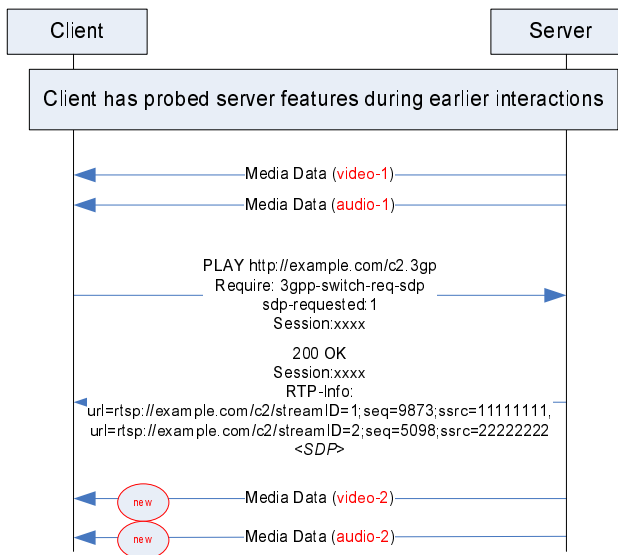 Client
Server
Client has probed server features during earlier interactions
Media Data (video-1)
Media Data (audio-1)
PLAY http://example.com/c2.3gp
Require: 3gpp-switch-req-sdp
sdp-requested:1
Session:xxxx
200 OK
Session:xxxx
RTP-Info:
url=rtsp://example.com/c2/streamID=1;seq=9873;ssrc=11111111,
url=rtsp://example.com/c2/streamID=2;seq=5098;ssrc=22222222
<SDP>
new
Media Data (video-2)
new
Media Data (audio-2)